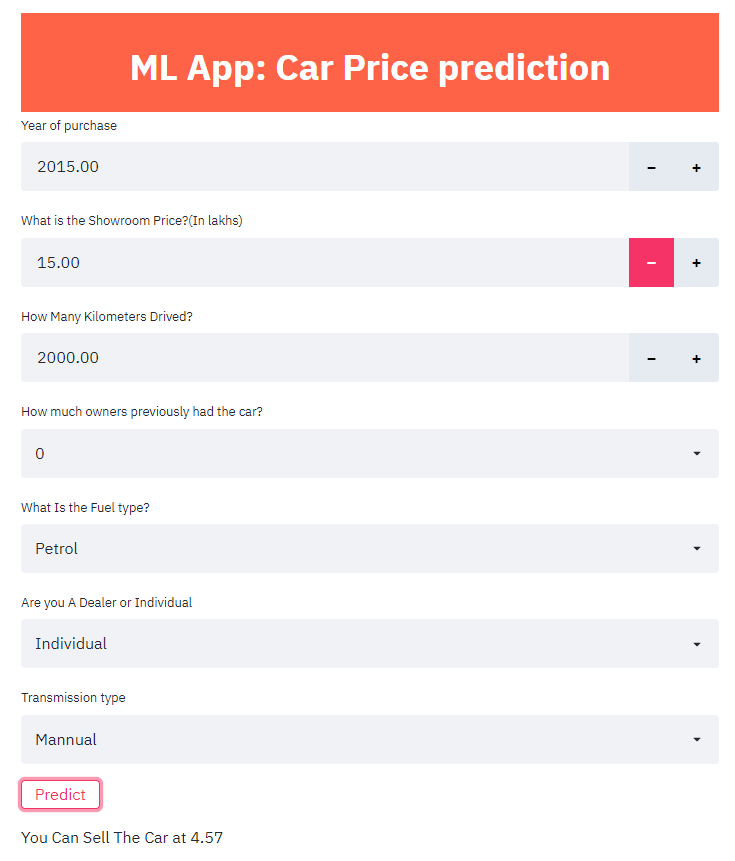 ML App: Car Price prediction
Year of purchase
2015.00 − +
What is the Showroom Price?(In lakhs)
15.00 − +
How Many Kilometers Drived?
2000.00 − +
How much owners previously had the car?
0
What Is the Fuel type?
Petrol
Are you A Dealer or Individual
Individual
Transmission type
Mannual
Predict
You Can Sell The Car at 4.57